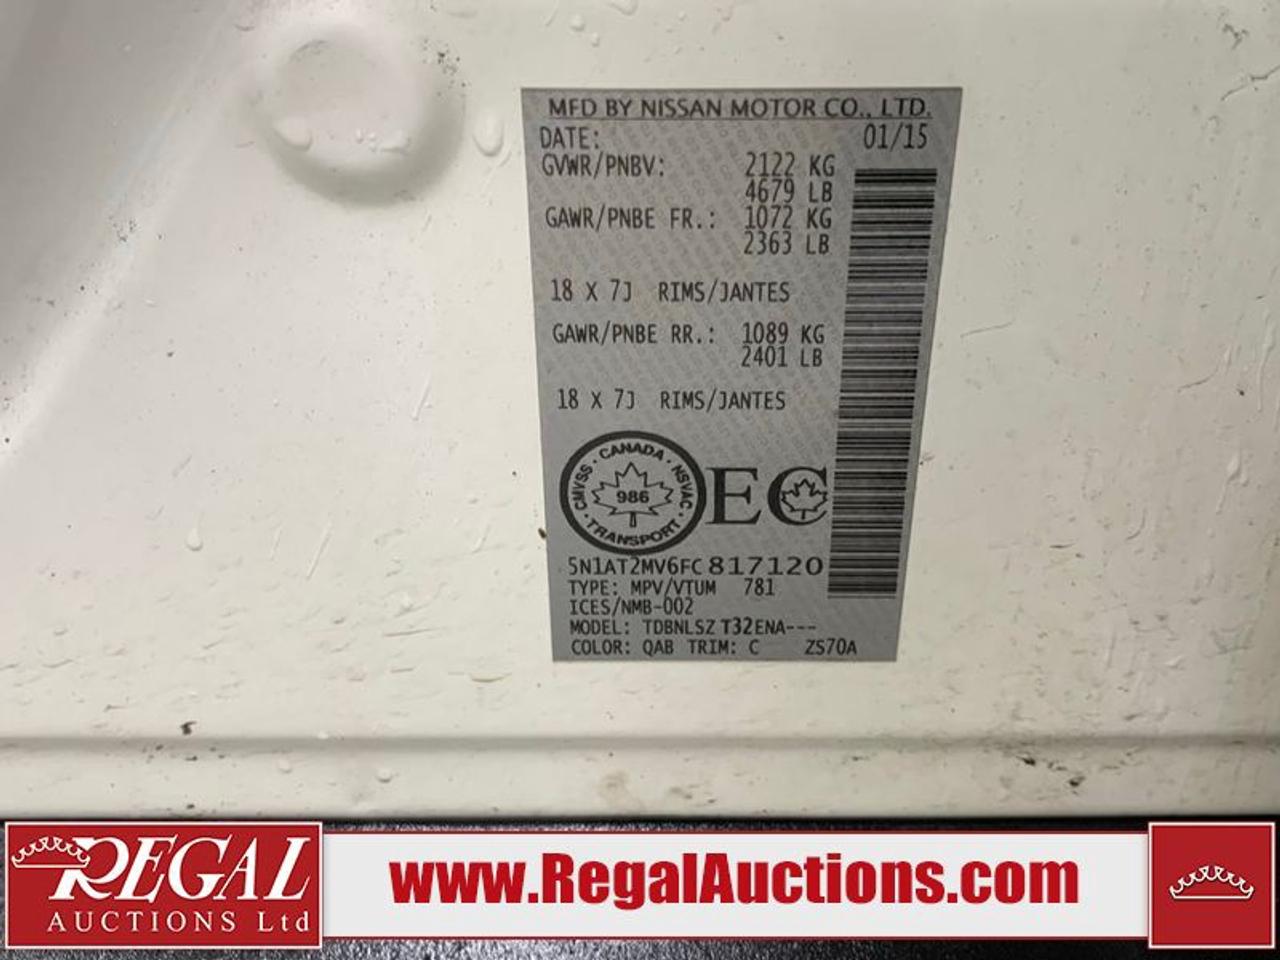 MFD BY NISSAN MOTOR CO., LTD.
DATE: 01/15
GVWR/PNBV: 2122 KG
4679 LB
GAWR/PNBE FR.: 1072 KG
2363 LB
18 X 7J RIMS/JANTES
GAWR/PNBE RR.: 1089 KG
2401 LB
18 X 7J RIMS/JANTES
CMVSS · CANADA · NSVAC · TRANSPORT ·
986
EC
5N1AT2MV6FC817120
TYPE: MPV/VTUM 781
ICES/NMB-002
MODEL: TDBNLSZ T32ENA---
COLOR: QAB TRIM: C ZS70A
REGAL
AUCTIONS Ltd
www.RegalAuctions.com